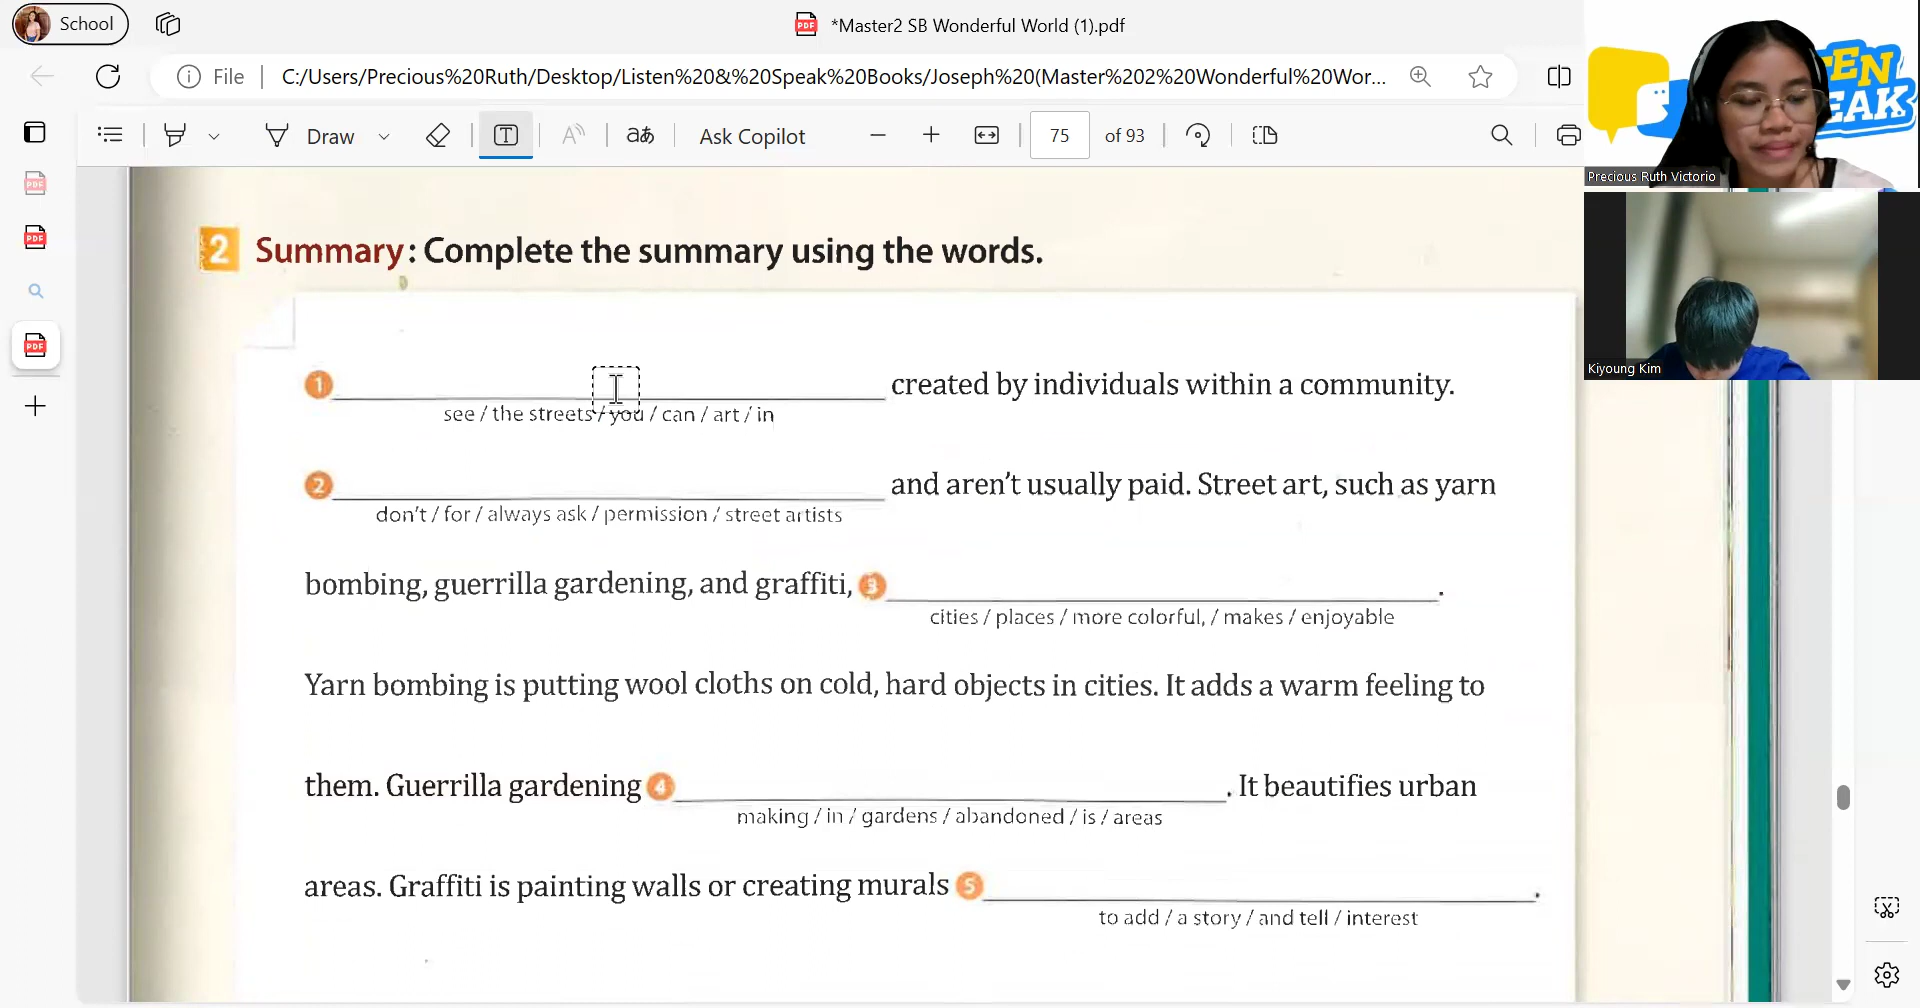 School
*Master2 SB Wonderful World (1).pdf
File
C:/Users/Precious%20Ruth/Desktop/Listen%20&%20Speak%20Books/Joseph%20(Master%202%20Wonderful%20Wor...
Draw
Ask Copilot
75
of 93
EN
EAK
Precious Ruth Victorio
Kiyoung Kim
2 Summary: Complete the summary using the words.
1 created by individuals within a community.
see / the streets / you / can / art / in
2 and aren't usually paid. Street art, such as yarn
don't / for / always ask / permission / street artists
bombing, guerrilla gardening, and graffiti, 3 .
cities / places / more colorful, / makes / enjoyable
Yarn bombing is putting wool cloths on cold, hard objects in cities. It adds a warm feeling to
them. Guerrilla gardening 4 . It beautifies urban
making / in / gardens / abandoned / is / areas
areas. Graffiti is painting walls or creating murals 5 .
to add / a story / and tell / interest